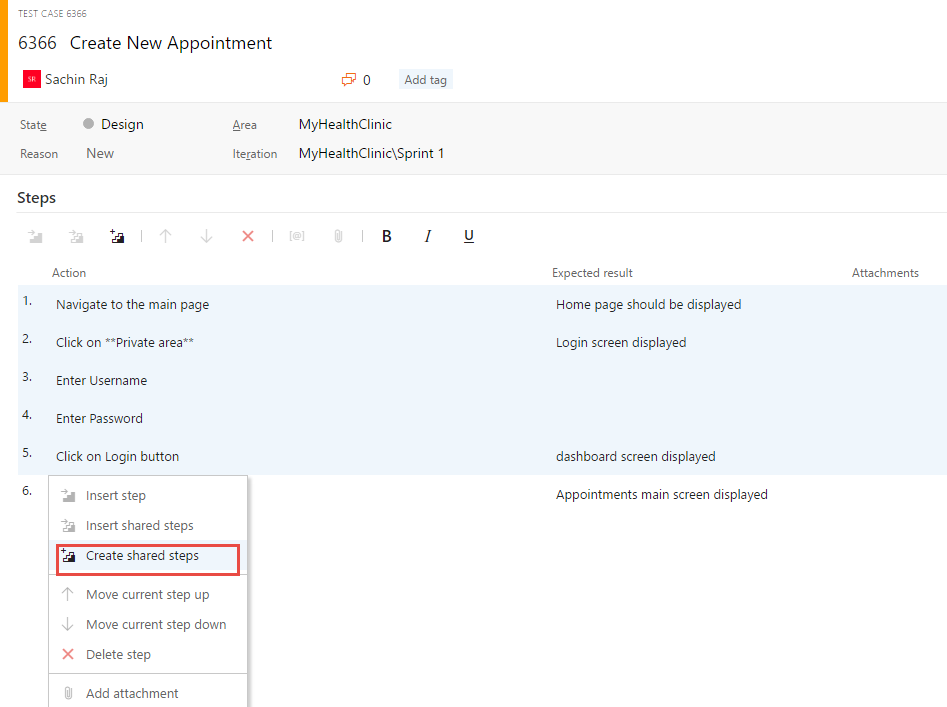 TEST CASE 6366
6366 Create New Appointment
SR Sachin Raj 0 Add tag
State Design Area MyHealthClinic
Reason New Iteration MyHealthClinic\Sprint 1
Steps
[@] B I U
Action Expected result Attachments
1. Navigate to the main page Home page should be displayed
2. Click on **Private area** Login screen displayed
3. Enter Username
4. Enter Password
5. Click on Login button dashboard screen displayed
6. Appointments main screen displayed
Insert step
Insert shared steps
Create shared steps
Move current step up
Move current step down
Delete step
Add attachment